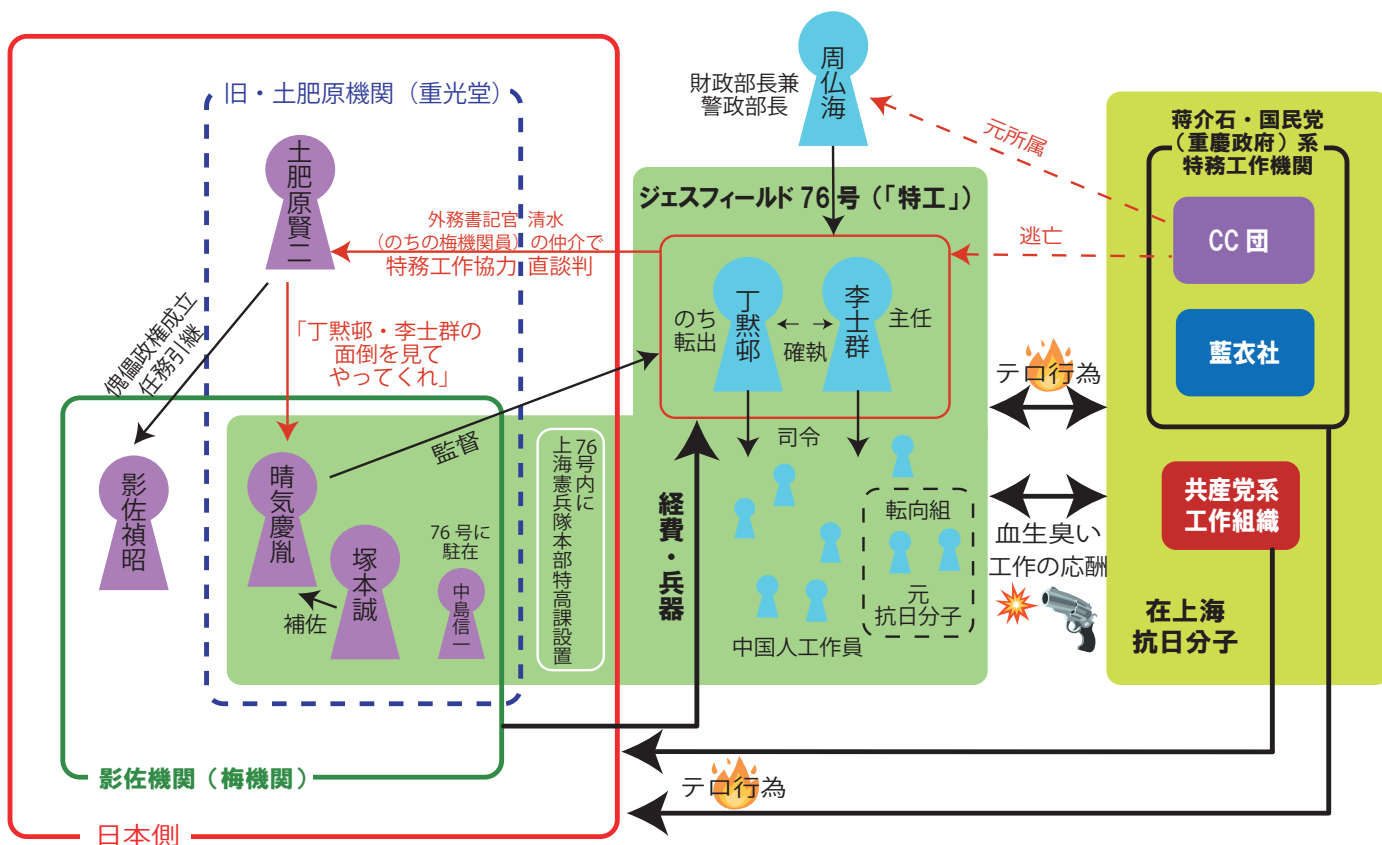 周仏海
財政部長兼
警政部長
旧・土肥原機関（重光堂）
土肥原賢二
外務書記官 清水
（のちの梅機関員）の仲介で
特務工作協力 直談判
「丁黙邨・李士群の
面倒を見て
やってくれ」
傀儡政権成立
任務引継
影佐禎昭
晴気慶胤
塚本誠
補佐
76号に
駐在
中島信一
監督
76号内に
上海憲兵隊本部特高課設置
影佐機関（梅機関）
日本側
ジェスフィールド76号（「特工」）
のち
転出
丁黙邨
確執
李士群
主任
司令
経費・兵器
転向組
元
抗日分子
中国人工作員
元所属
逃亡
テロ行為
血生臭い
工作の応酬
蒋介石・国民党
（重慶政府）系
特務工作機関
CC団
藍衣社
共産党系
工作組織
在上海
抗日分子
テロ行為